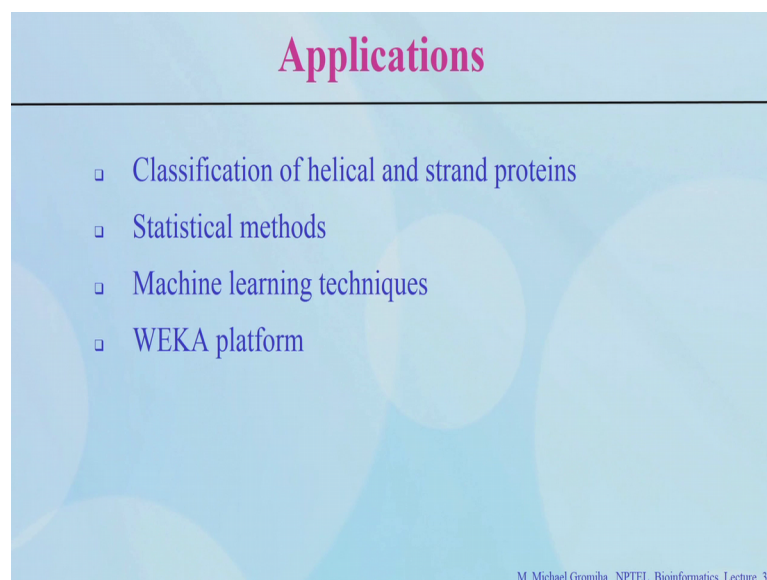 Applications
Classification of helical and strand proteins
Statistical methods
Machine learning techniques
WEKA platform
M. Michael Gromiha, NPTEL, Bioinformatics, Lecture 3